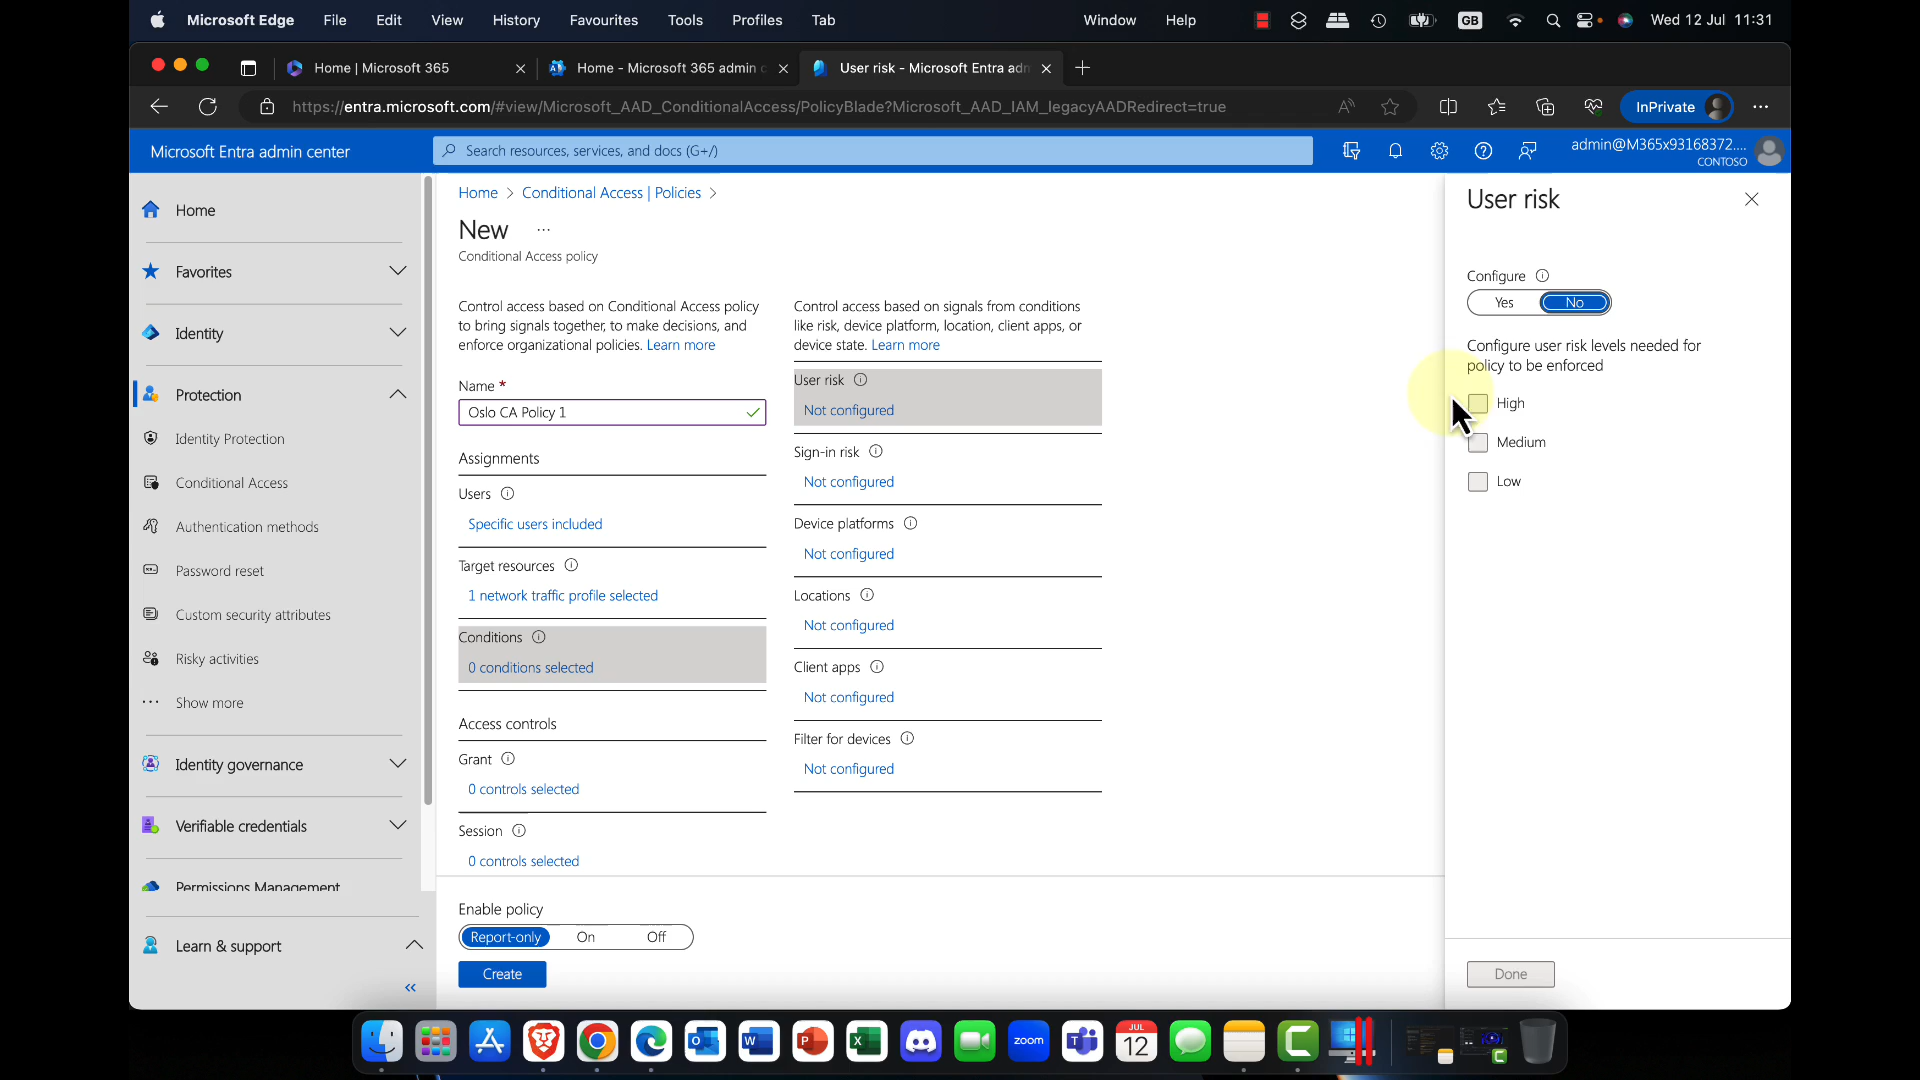 Microsoft Edge File Edit View History Favourites Tools Profiles Tab Window Help GB Wed 12 Jul 11:31
Home | Microsoft 365
Home - Microsoft 365 admin c
User risk - Microsoft Entra adm
https://entra.microsoft.com/#view/Microsoft_AAD_ConditionalAccess/PolicyBlade?Microsoft_AAD_IAM_legacyAADRedirect=true
InPrivate
Microsoft Entra admin center
Search resources, services, and docs (G+/)
admin@M365x93168372....
CONTOSO
Home
Favorites
Identity
Protection
Identity Protection
Conditional Access
Authentication methods
Password reset
Custom security attributes
Risky activities
Show more
Identity governance
Verifiable credentials
Permissions Management
Learn & support
Home > Conditional Access | Policies >
New ...
Conditional Access policy
Control access based on Conditional Access policy
to bring signals together, to make decisions, and
enforce organizational policies. Learn more
Name *
Oslo CA Policy 1
Assignments
Users
Specific users included
Target resources
1 network traffic profile selected
Conditions
0 conditions selected
Access controls
Grant
0 controls selected
Session
0 controls selected
Control access based on signals from conditions
like risk, device platform, location, client apps, or
device state. Learn more
User risk
Not configured
Sign-in risk
Not configured
Device platforms
Not configured
Locations
Not configured
Client apps
Not configured
Filter for devices
Not configured
Enable policy
Report-only On Off
Create
User risk
Configure
Yes No
Configure user risk levels needed for
policy to be enforced
High
Medium
Low
Done
zoom
JUL
12